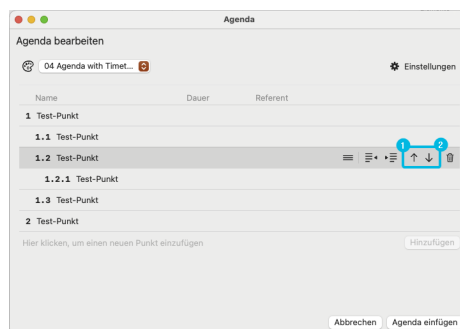 Agenda
Agenda bearbeiten
04 Agenda with Timet...
Einstellungen
Name Dauer Referent
1 Test-Punkt
1.1 Test-Punkt
1 2
1.2 Test-Punkt
1.2.1 Test-Punkt
1.3 Test-Punkt
2 Test-Punkt
Hier klicken, um einen neuen Punkt einzufügen Hinzufügen
Abbrechen Agenda einfügen